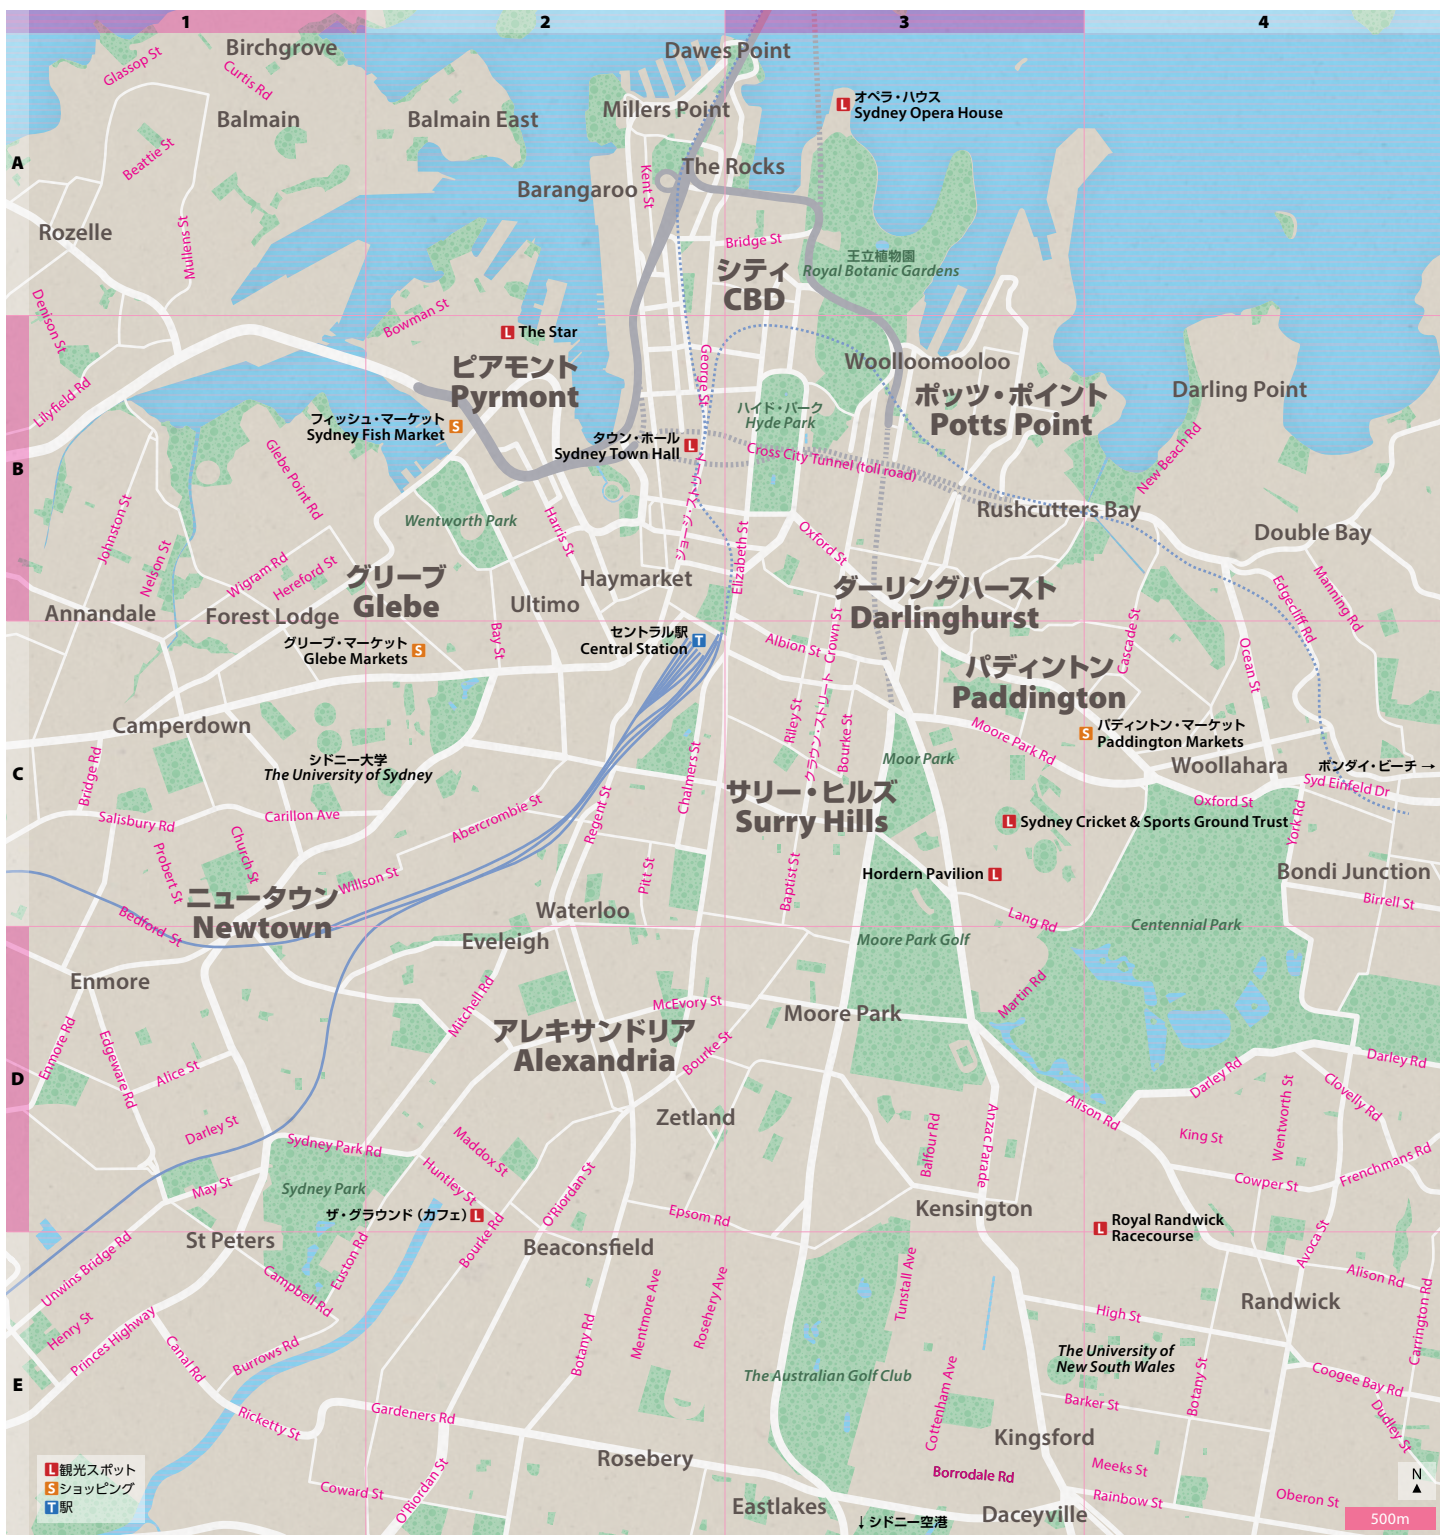 1
2
3
4
A
B
C
D
E
Birchgrove
Glassop St
Curtis Rd
Balmain
Balmain East
Beattie St
Mullens St
Rozelle
Denison St
Lilyfield Rd
Dawes Point
Millers Point
オペラ・ハウス
Sydney Opera House
The Rocks
Kent St
Barangaroo
Bridge St
シティ
CBD
王立植物園
Royal Botanic Gardens
Bowman St
The Star
ピアモント
Pyrmont
George St
Woolloomooloo
ポッツ・ポイント
Potts Point
Darling Point
フィッシュ・マーケット
Sydney Fish Market
タウン・ホール
Sydney Town Hall
ハイド・パーク
Hyde Park
Cross City Tunnel (toll road)
New Beach Rd
Glebe Point Rd
Johnston St
Nelson St
Wentworth Park
Harris St
ジョージ・ストリート
Elizabeth St
Oxford St
Rushcutters Bay
Double Bay
Wigram Rd
Hereford St
グリーブ
Glebe
Haymarket
Ultimo
ダーリングハースト
Darlinghurst
Edgecliff Rd
Manning Rd
Annandale
Forest Lodge
グリーブ・マーケット
Glebe Markets
Bay St
セントラル駅
Central Station
Albion St
Crown St
クラウン・ストリート
Cascade St
Ocean St
パディントン
Paddington
Camperdown
Riley St
Bourke St
Moore Park Rd
パディントン・マーケット
Paddington Markets
シドニー大学
The University of Sydney
Moor Park
Woollahara
ボンダイ・ビーチ →
Syd Einfeld Dr
Bridge Rd
Salisbury Rd
Carillon Ave
Church St
Probert St
Abercrombie St
Regent St
Chalmers St
サリー・ヒルズ
Surry Hills
Oxford St
York Rd
Sydney Cricket & Sports Ground Trust
Hordern Pavilion
Bondi Junction
Birrell St
Willson St
Pitt St
Baptist St
ニュータウン
Newtown
Bedford St
Waterloo
Eveleigh
Lang Rd
Centennial Park
Moore Park Golf
Enmore
Enmore Rd
Edgeware Rd
Alice St
Mitchell Rd
McEvory St
Moore Park
Martin Rd
アレキサンドリア
Alexandria
Bourke St
Darley Rd
Darley Rd
Clovelly Rd
Wentworth St
Zetland
Alison Rd
Darley St
Sydney Park Rd
Maddox St
Huntley St
Balfour Rd
Anzac Parade
King St
Cowper St
Frenchmans Rd
May St
Sydney Park
O'Riordan St
Kensington
ザ・グラウンド (カフェ)
Bourke Rd
Epsom Rd
Royal Randwick
Racecourse
Avoca St
St Peters
Beaconsfield
Unwins Bridge Rd
Euston Rd
Campbell Rd
Tunstall Ave
Alison Rd
Henry St
Princes Highway
Canal Rd
Burrows Rd
Botany Rd
Mentmore Ave
Rosehery Ave
High St
Randwick
Carrington Rd
The University of
New South Wales
The Australian Golf Club
Cottenham Ave
Barker St
Botany St
Coogee Bay Rd
Dudley St
Ricketty St
Gardeners Rd
Kingsford
Rosebery
Borrodale Rd
Meeks St
Coward St
O'Riordan St
Eastlakes
↓シドニー空港
Daceyville
Rainbow St
Oberon St
L 観光スポット
S ショッピング
T 駅
N
500m